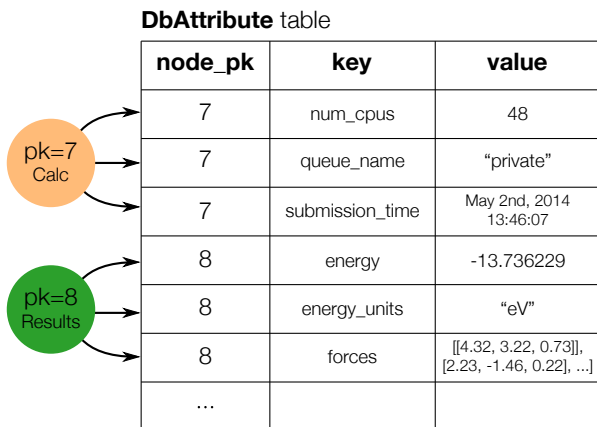 DbAttribute table
node_pk key value
7 num_cpus 48
pk=7
Calc
7 queue_name “private”
7 submission_time May 2nd, 2014
13:46:07
8 energy -13.736229
pk=8
Results
8 energy_units “eV”
8 forces [[4.32, 3.22, 0.73]],
[2.23, -1.46, 0.22], ...]
...